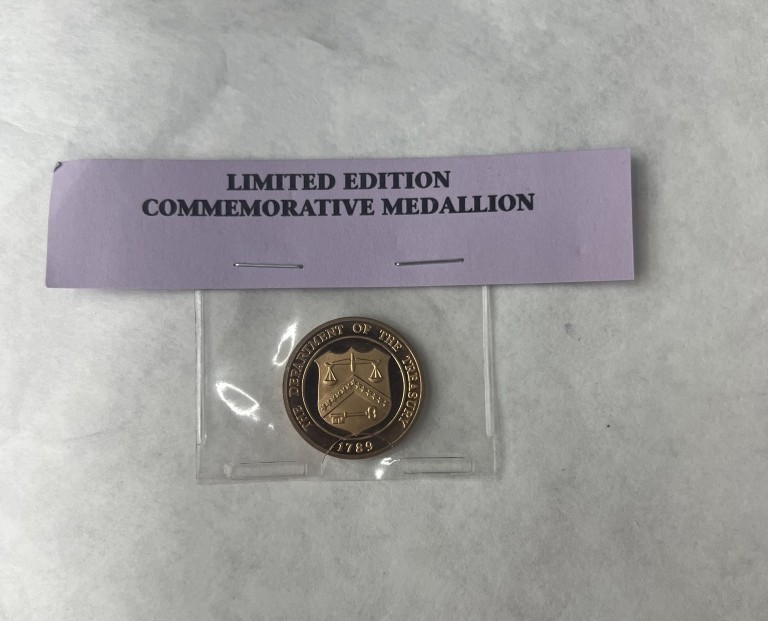 LIMITED EDITION
COMMEMORATIVE MEDALLION
THE DEPARTMENT OF THE TREASURY
1789